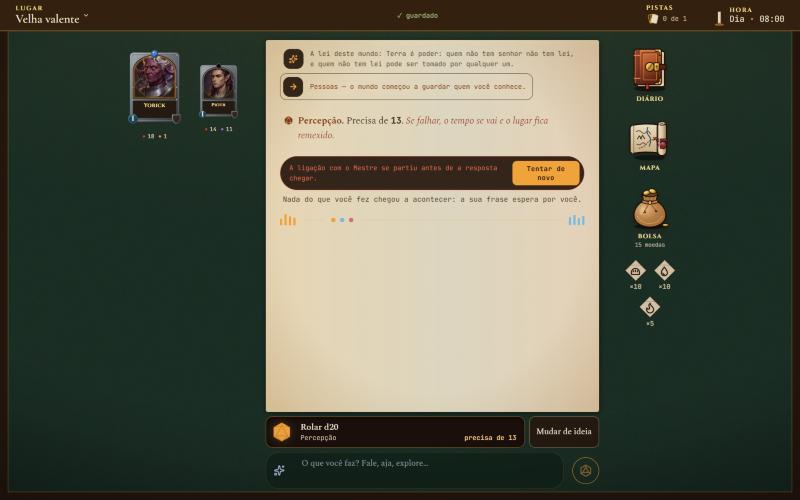 LUGAR
Velha valente
✓ guardado
PISTAS
0 de 1
HORA
Dia · 08:00
YORICK
18 • 1
14 • 11
A lei deste mundo: Terra é poder: quem não tem senhor não tem lei,
e quem não tem lei pode ser tomado por qualquer um.
Pessoas — o mundo começou a guardar quem você conhece.
Percepção. Precisa de 13. Se falhar, o tempo se vai e o lugar fica
remexido.
A ligação com o Mestre se partiu antes de a resposta
chegar.
Tentar de
novo
Nada do que você fez chegou a acontecer: a sua frase espera por você.
DIÁRIO
MAPA
BOLSA
15 moedas
×10
×10
×5
Rolar d20
Percepção
precisa de 13
Mudar de ideia
O que você faz? Fale, aja, explore…